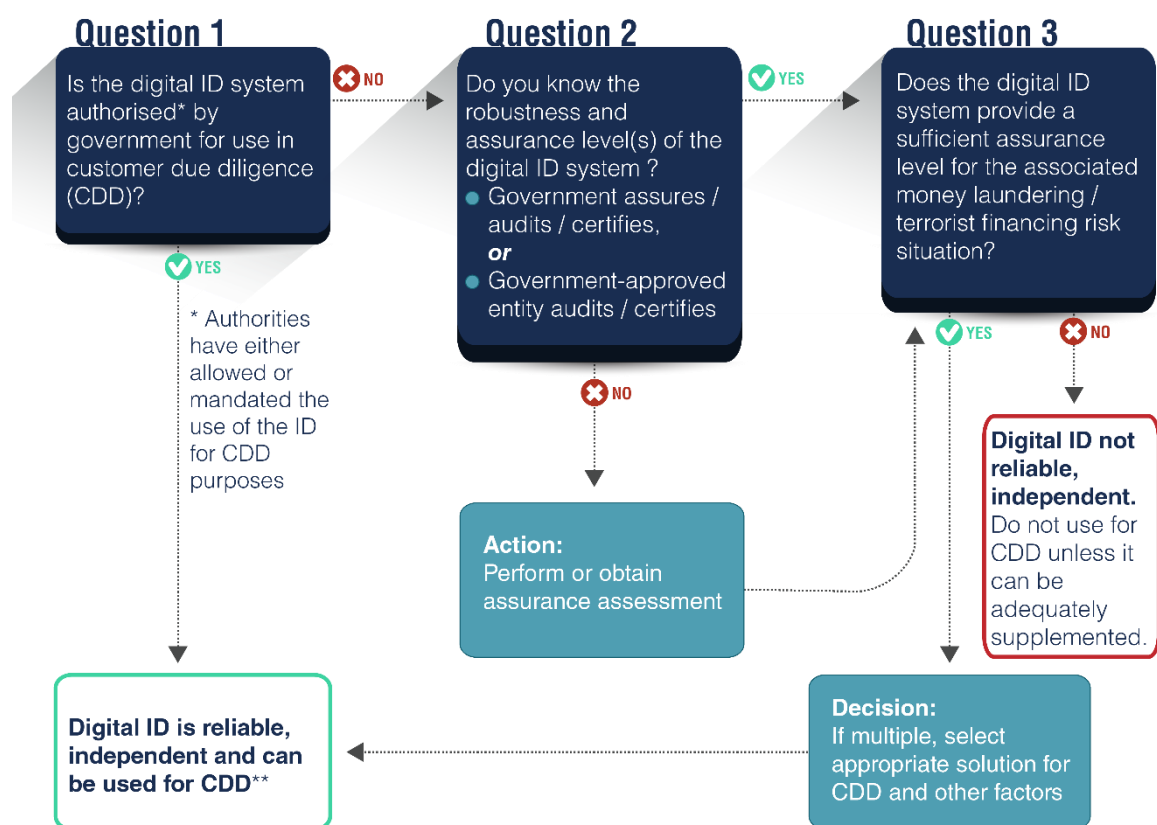 Question 1
Is the digital ID system
authorised* by
government for use in
customer due diligence
(CDD)?
NO
YES
* Authorities
have either
allowed or
mandated the
use of the ID
for CDD
purposes
Question 2
Do you know the
robustness and
assurance level(s) of the
digital ID system ?
Government assures /
audits / certifies,
or
Government-approved
entity audits / certifies
YES
NO
Action:
Perform or obtain
assurance assessment
Question 3
Does the digital ID
system provide a
sufficient assurance
level for the associated
money laundering /
terrorist financing risk
situation?
YES
NO
Digital ID not
reliable,
independent.
Do not use for
CDD unless it
can be
adequately
supplemented.
Decision:
If multiple, select
appropriate solution for
CDD and other factors
Digital ID is reliable,
independent and can
be used for CDD**